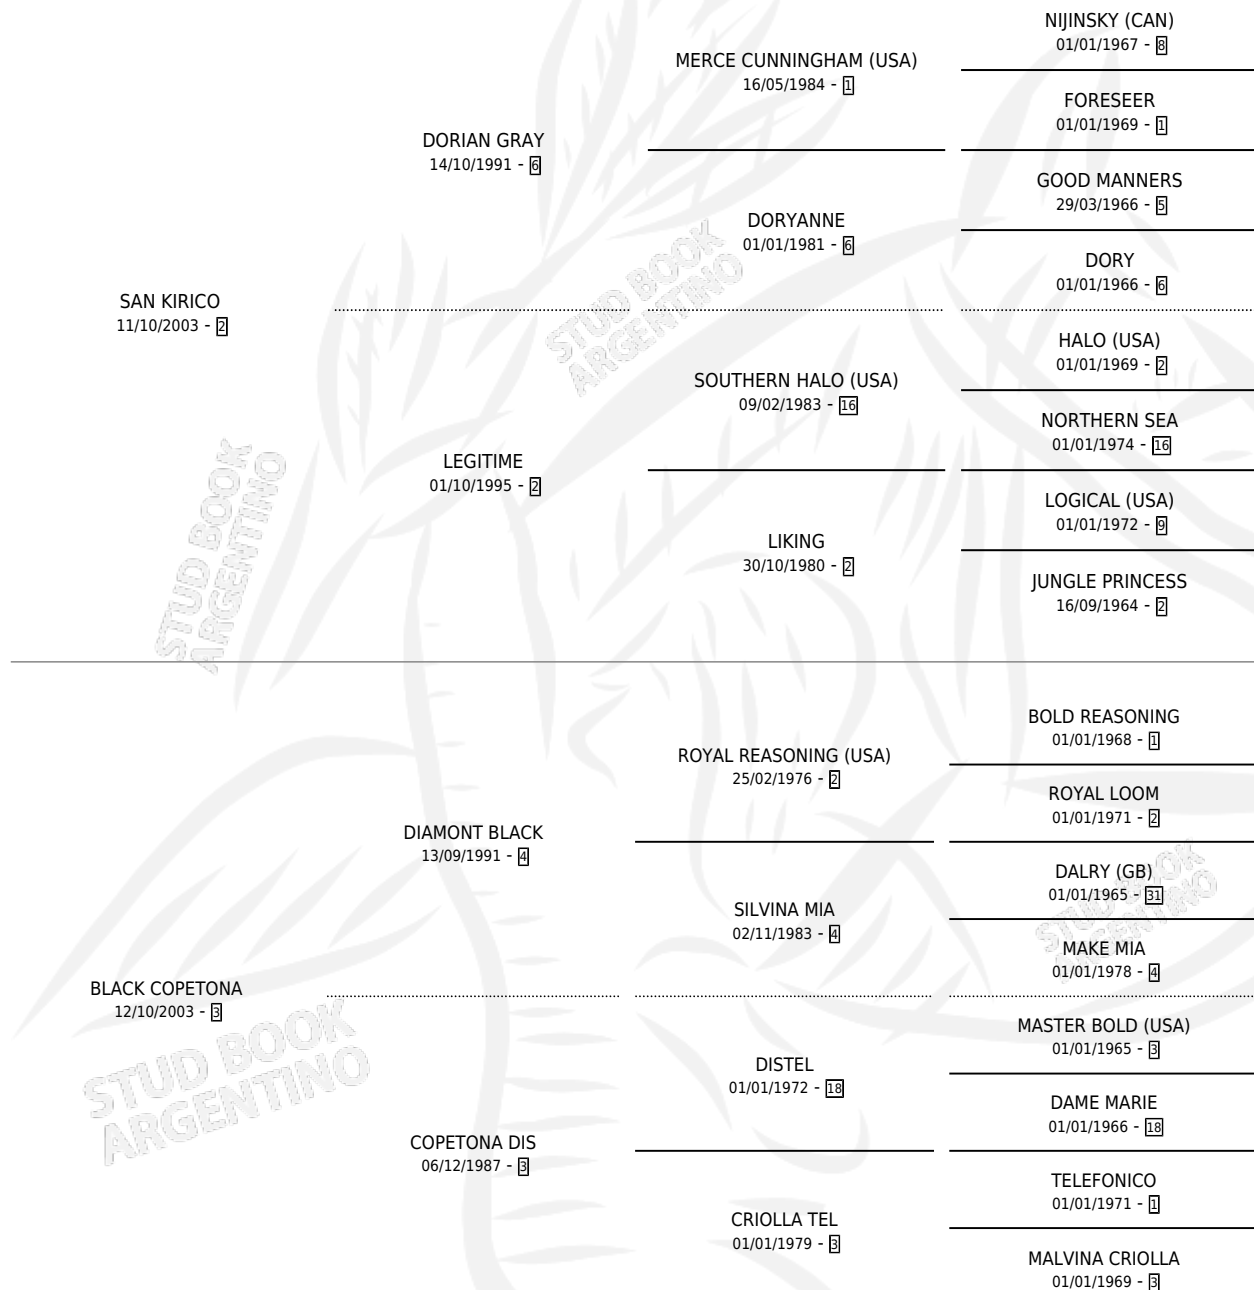 NIJINSKY (CAN)
01/01/1967 - 8
MERCE CUNNINGHAM (USA)
16/05/1984 - 1
FORESEER
01/01/1969 - 1
DORIAN GRAY
14/10/1991 - 6
GOOD MANNERS
29/03/1966 - 5
DORYANNE
01/01/1981 - 6
DORY
01/01/1966 - 6
SAN KIRICO
11/10/2003 - 2
HALO (USA)
01/01/1969 - 2
SOUTHERN HALO (USA)
09/02/1983 - 16
NORTHERN SEA
01/01/1974 - 16
LEGITIME
01/10/1995 - 2
LOGICAL (USA)
01/01/1972 - 9
LIKING
30/10/1980 - 2
JUNGLE PRINCESS
16/09/1964 - 2
BOLD REASONING
01/01/1968 - 1
ROYAL REASONING (USA)
25/02/1976 - 2
ROYAL LOOM
01/01/1971 - 2
DIAMONT BLACK
13/09/1991 - 4
DALRY (GB)
01/01/1965 - 31
SILVINA MIA
02/11/1983 - 4
MAKE MIA
01/01/1978 - 4
BLACK COPETONA
12/10/2003 - 3
MASTER BOLD (USA)
01/01/1965 - 3
DISTEL
01/01/1972 - 18
DAME MARIE
01/01/1966 - 18
COPETONA DIS
06/12/1987 - 3
TELEFONICO
01/01/1971 - 1
CRIOLLA TEL
01/01/1979 - 3
MALVINA CRIOLLA
01/01/1969 - 3
STUD BOOK
ARGENTINO
STUD BOOK
ARGENTINO
STUD BOOK
ARGENTINO
STUD BOOK
ARGENTINO